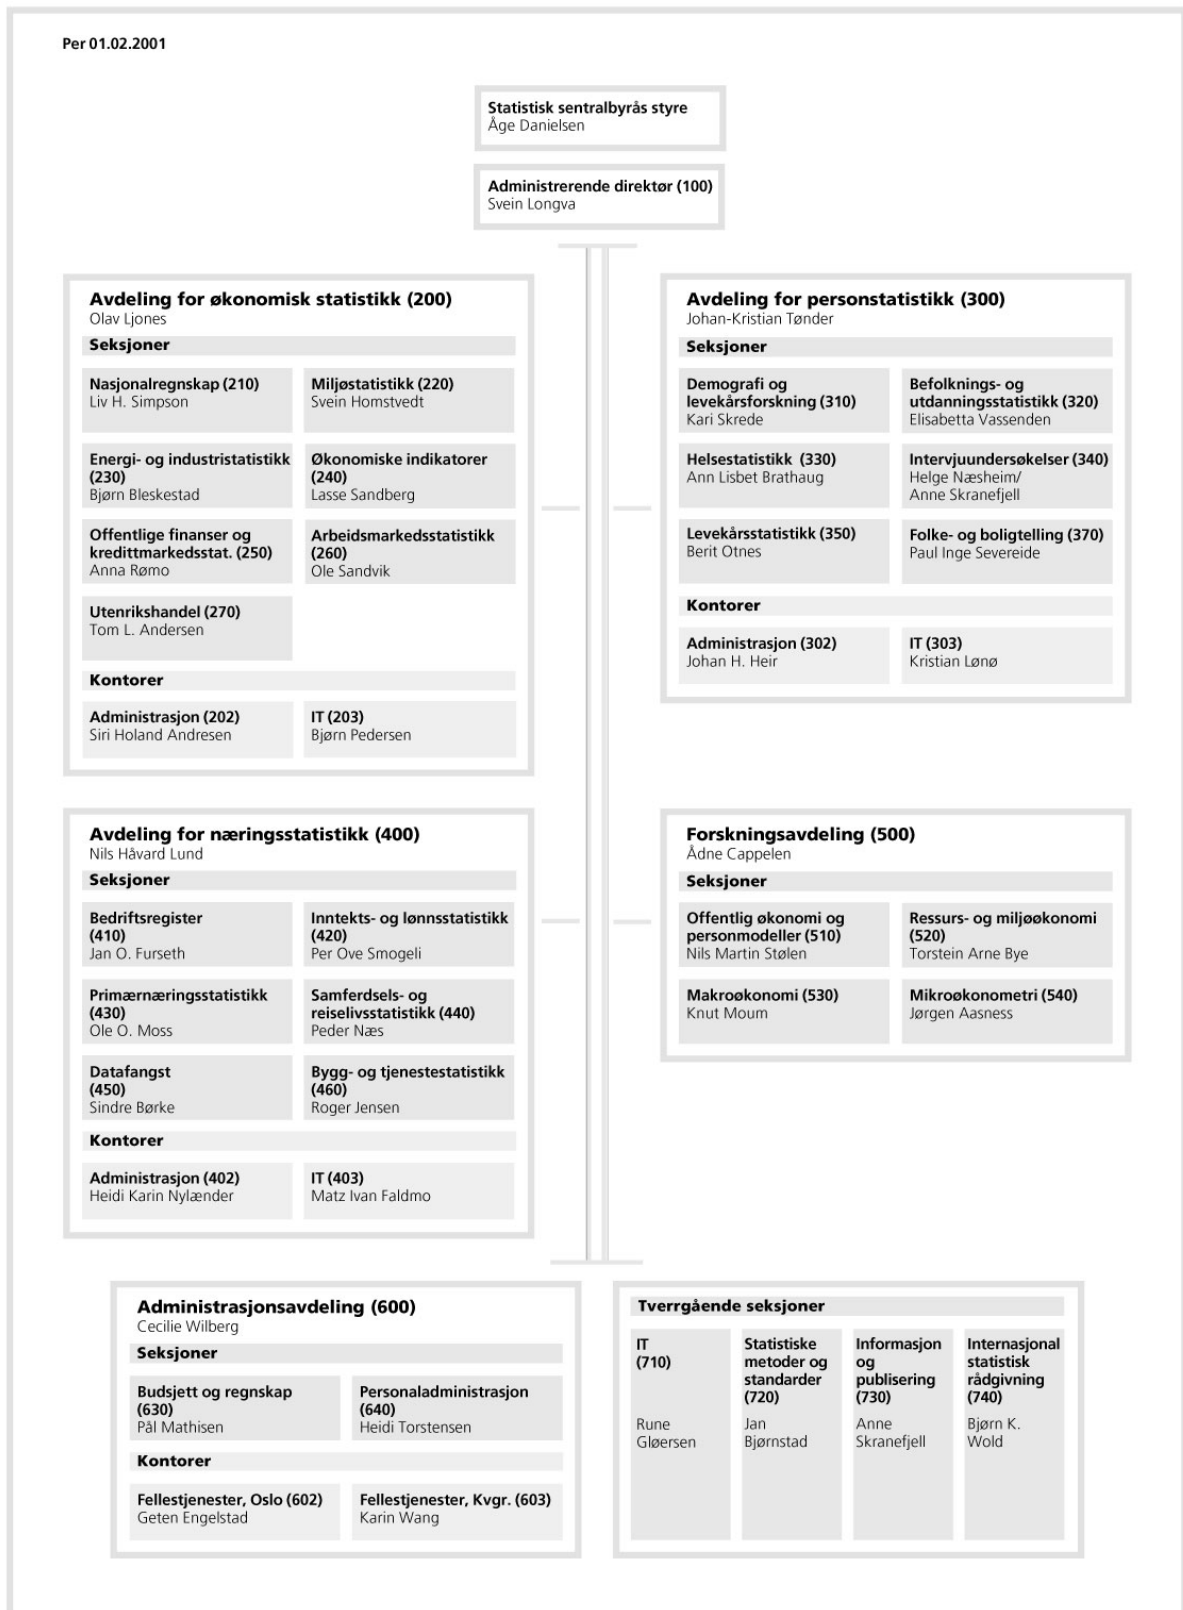 Per 01.02.2001
Statistisk sentralbyrås styre
Åge Danielsen
Administrerende direktør (100)
Svein Longva
Avdeling for økonomisk statistikk (200)
Olav Ljones
Seksjoner
Nasjonalregnskap (210)
Liv H. Simpson
Miljøstatistikk (220)
Svein Homstvedt
Energi- og industristatistikk
(230)
Bjørn Bleskestad
Økonomiske indikatorer
(240)
Lasse Sandberg
Offentlige finanser og
kredittmarkedsstat. (250)
Anna Rømo
Arbeidsmarkedsstatistikk
(260)
Ole Sandvik
Utenrikshandel (270)
Tom L. Andersen
Kontorer
Administrasjon (202)
Siri Holand Andresen
IT (203)
Bjørn Pedersen
Avdeling for personstatistikk (300)
Johan-Kristian Tønder
Seksjoner
Demografi og
levekårsforskning (310)
Kari Skrede
Befolknings- og
utdanningsstatistikk (320)
Elisabetta Vassenden
Helsestatistikk (330)
Ann Lisbet Brathaug
Intervjuundersøkelser (340)
Helge Næsheim/
Anne Skranefjell
Levekårsstatistikk (350)
Berit Otnes
Folke- og boligtelling (370)
Paul Inge Severeide
Kontorer
Administrasjon (302)
Johan H. Heir
IT (303)
Kristian Lønø
Avdeling for næringsstatistikk (400)
Nils Håvard Lund
Seksjoner
Bedriftsregister
(410)
Jan O. Furseth
Inntekts- og lønnsstatistikk
(420)
Per Ove Smogeli
Primærnæringsstatistikk
(430)
Ole O. Moss
Samferdsels- og
reiselivsstatistikk (440)
Peder Næs
Datafangst
(450)
Sindre Børke
Bygg- og tjenestestatistikk
(460)
Roger Jensen
Kontorer
Administrasjon (402)
Heidi Karin Nylænder
IT (403)
Matz Ivan Faldmo
Forskningsavdeling (500)
Ådne Cappelen
Seksjoner
Offentlig økonomi og
personmodeller (510)
Nils Martin Stølen
Ressurs- og miljøøkonomi
(520)
Torstein Arne Bye
Makroøkonomi (530)
Knut Moum
Mikroøkonometri (540)
Jørgen Aasness
Administrasjonsavdeling (600)
Cecilie Wilberg
Seksjoner
Budsjett og regnskap
(630)
Pål Mathisen
Personaladministrasjon
(640)
Heidi Torstensen
Kontorer
Fellestjenester, Oslo (602)
Geten Engelstad
Fellestjenester, Kvgr. (603)
Karin Wang
Tverrgående seksjoner
IT
(710)
Rune
Gløersen
Statistiske
metoder og
standarder
(720)
Jan
Bjørnstad
Informasjon
og
publisering
(730)
Anne
Skranefjell
Internasjonal
statistisk
rådgivning
(740)
Bjørn K.
Wold